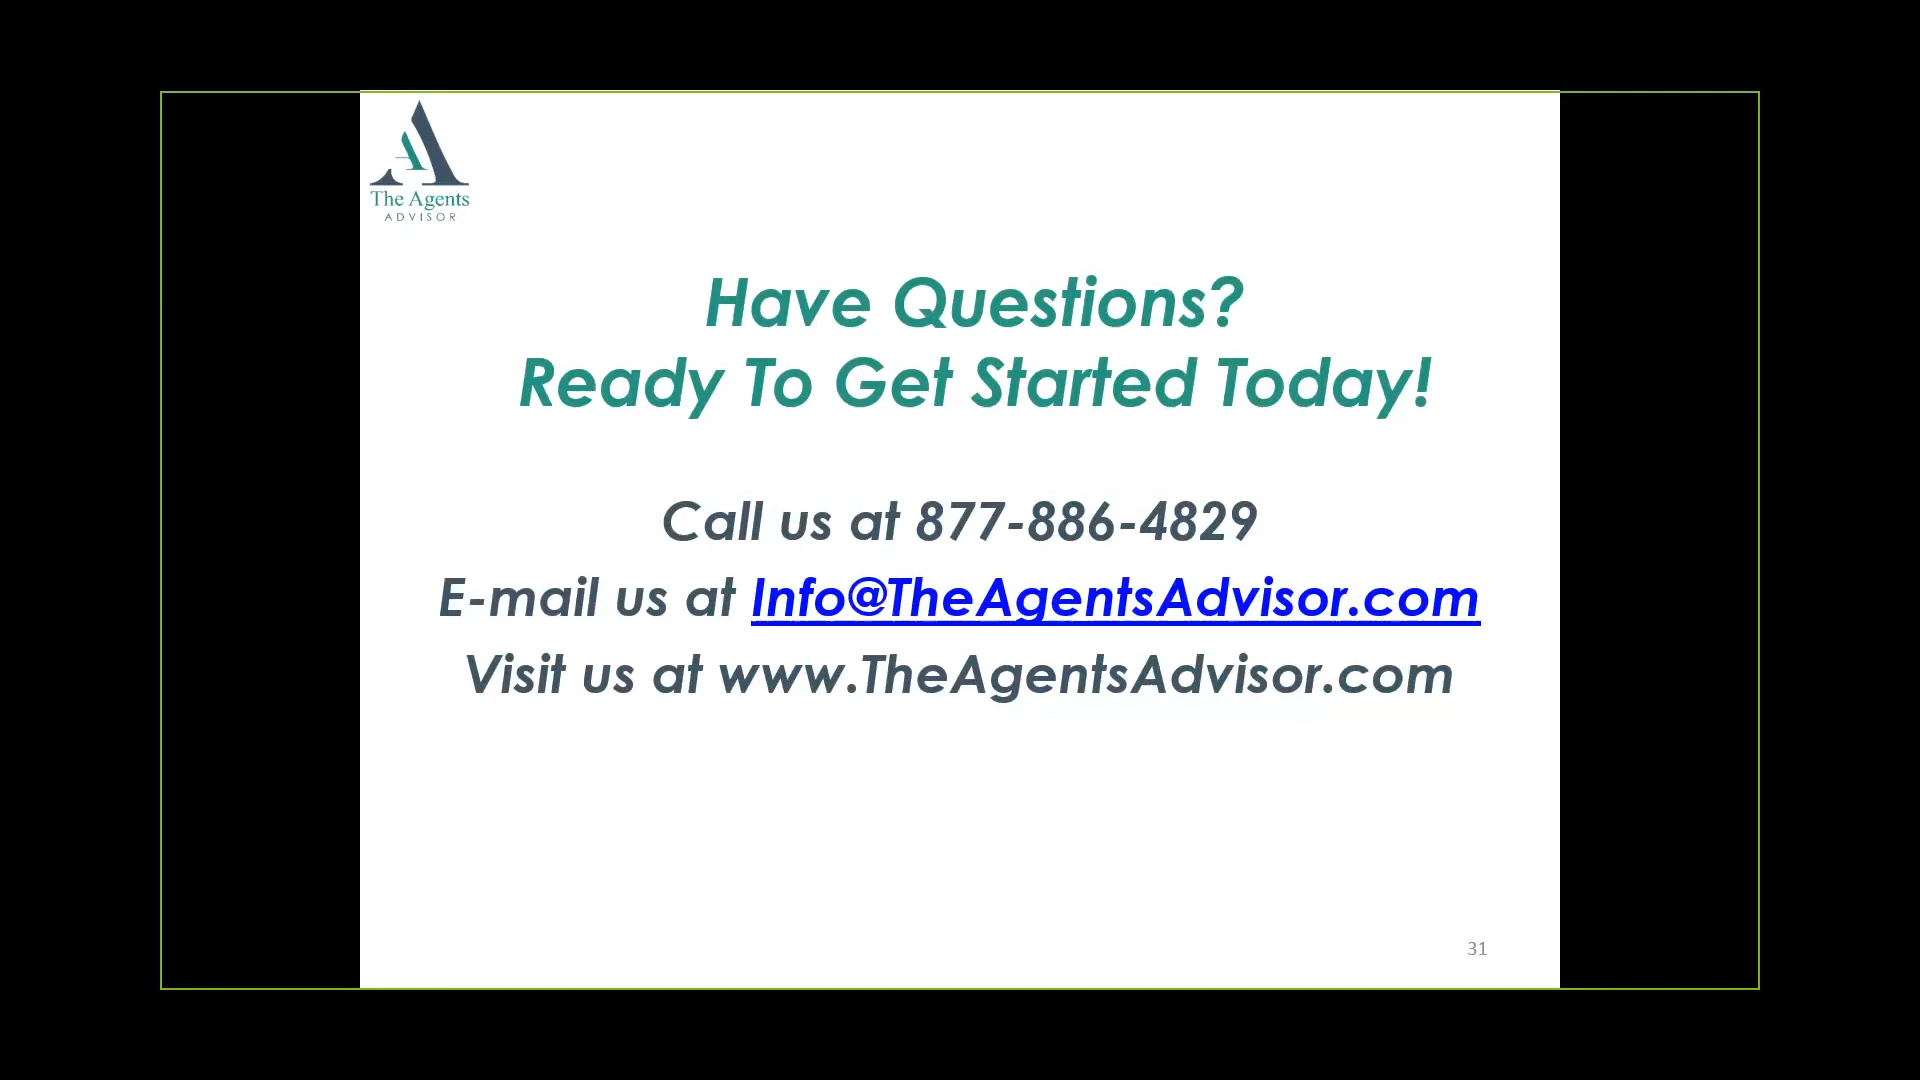 The Agents
ADVISOR
Have Questions?
Ready To Get Started Today!
Call us at 877-886-4829
E-mail us at Info@TheAgentsAdvisor.com
Visit us at www.TheAgentsAdvisor.com
31